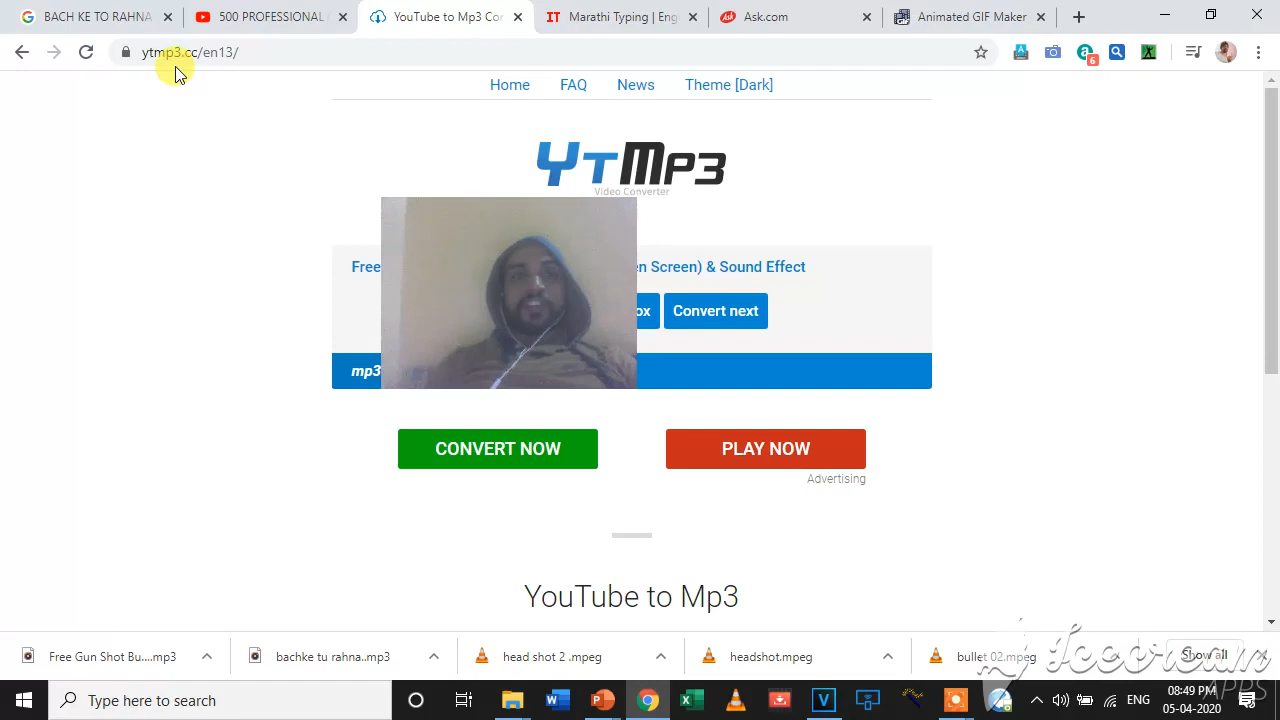 BACH KE TO RAHNA
500 PROFESSIONAL (
YouTube to Mp3 Cor
Marathi Typing | Eng
Ask.com
Animated GIF Maker
ytmp3.cc/en13/
6
Home FAQ News Theme [Dark]
YTMP3
Video Converter
Free
en Screen) & Sound Effect
ox
Convert next
mp3
CONVERT NOW
PLAY NOW
Advertising
YouTube to Mp3
Free Gun Shot Bu....mp3
bachke tu rahna..mp3
head shot 2 .mpeg
headshot.mpeg
bullet 02.mpeg
Show all
Icecream
APPS
Type here to search
ENG
08:49 PM
05-04-2020